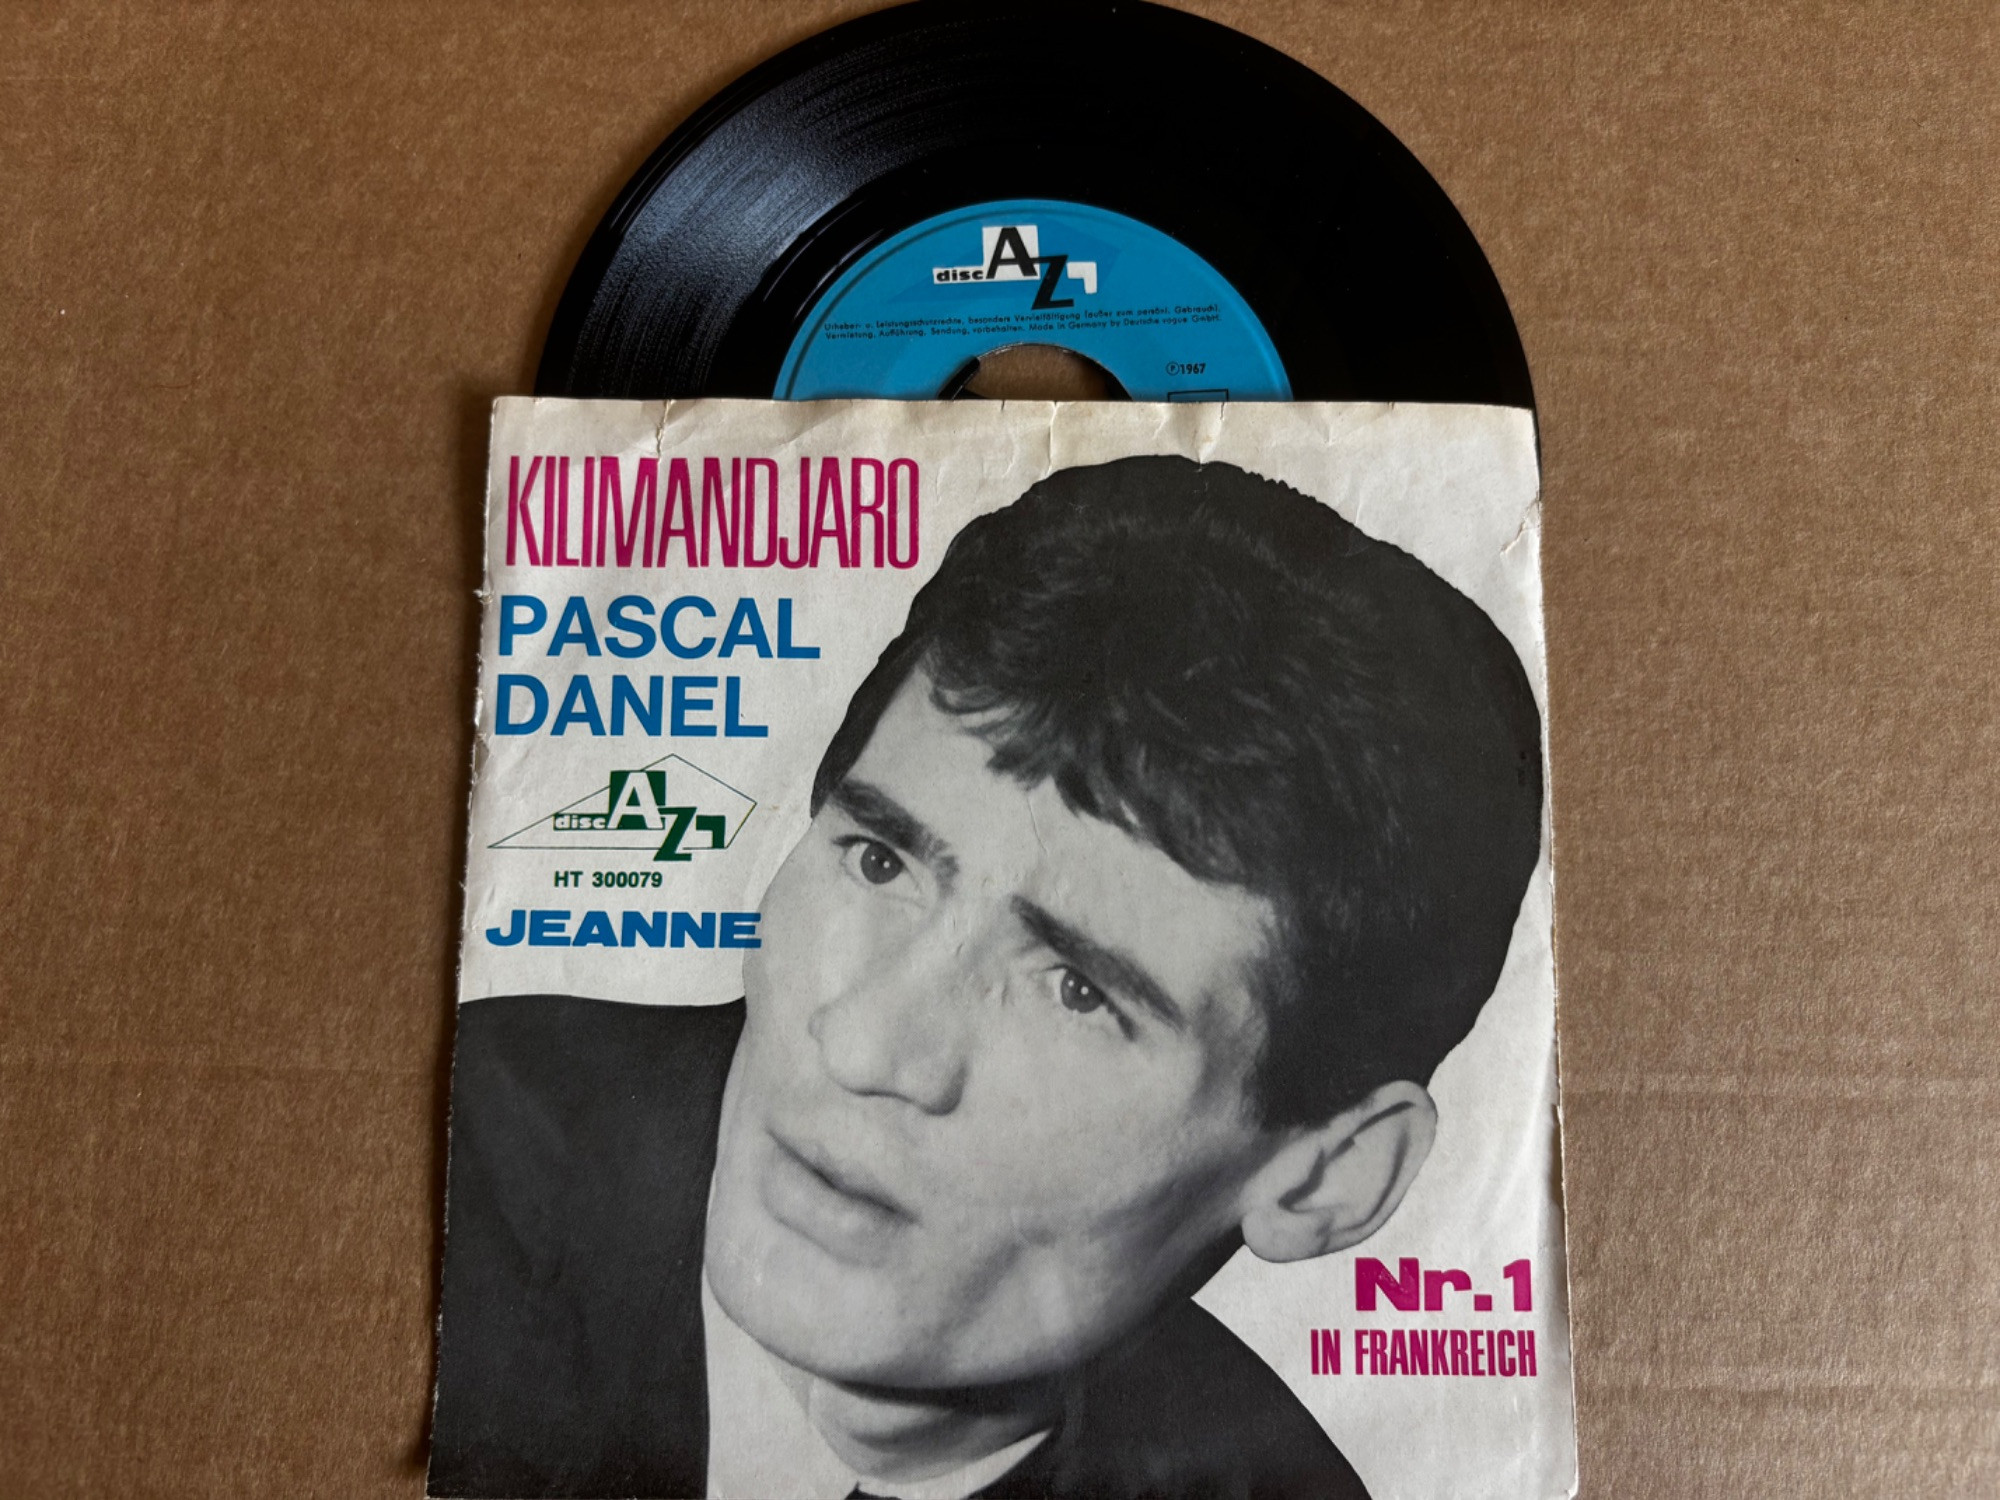 disc AZ
Urheber- u. Leistungsschutzrechte, besonders Vervielfältigung (außer zum persönl. Gebrauch),
Vermietung, Aufführung, Sendung, vorbehalten. Made in Germany by Deutsche vogue GmbH.
Ⓟ1967
KILIMANDJARO
PASCAL
DANEL
disc AZ
HT 300079
JEANNE
Nr.1
IN FRANKREICH